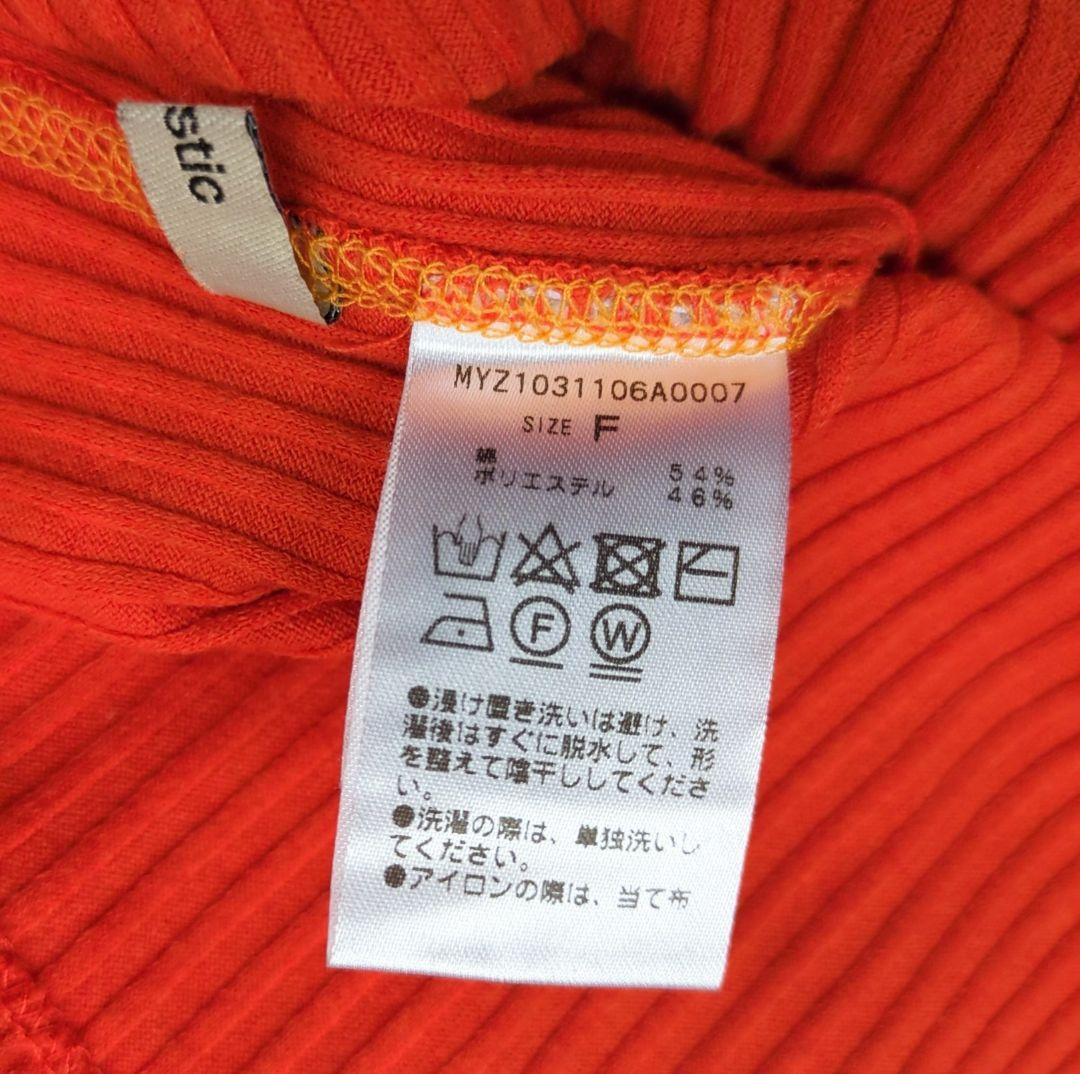 stic
MYZ1031106A0007
SIZE F
綿 54%
ポリエステル 46%
F W
●浸け置き洗いは避け、洗
濯後はすぐに脱水して、形
を整えて陰干ししてくださ
い。
●洗濯の際は、単独洗いし
てください。
●アイロンの際は、当て布